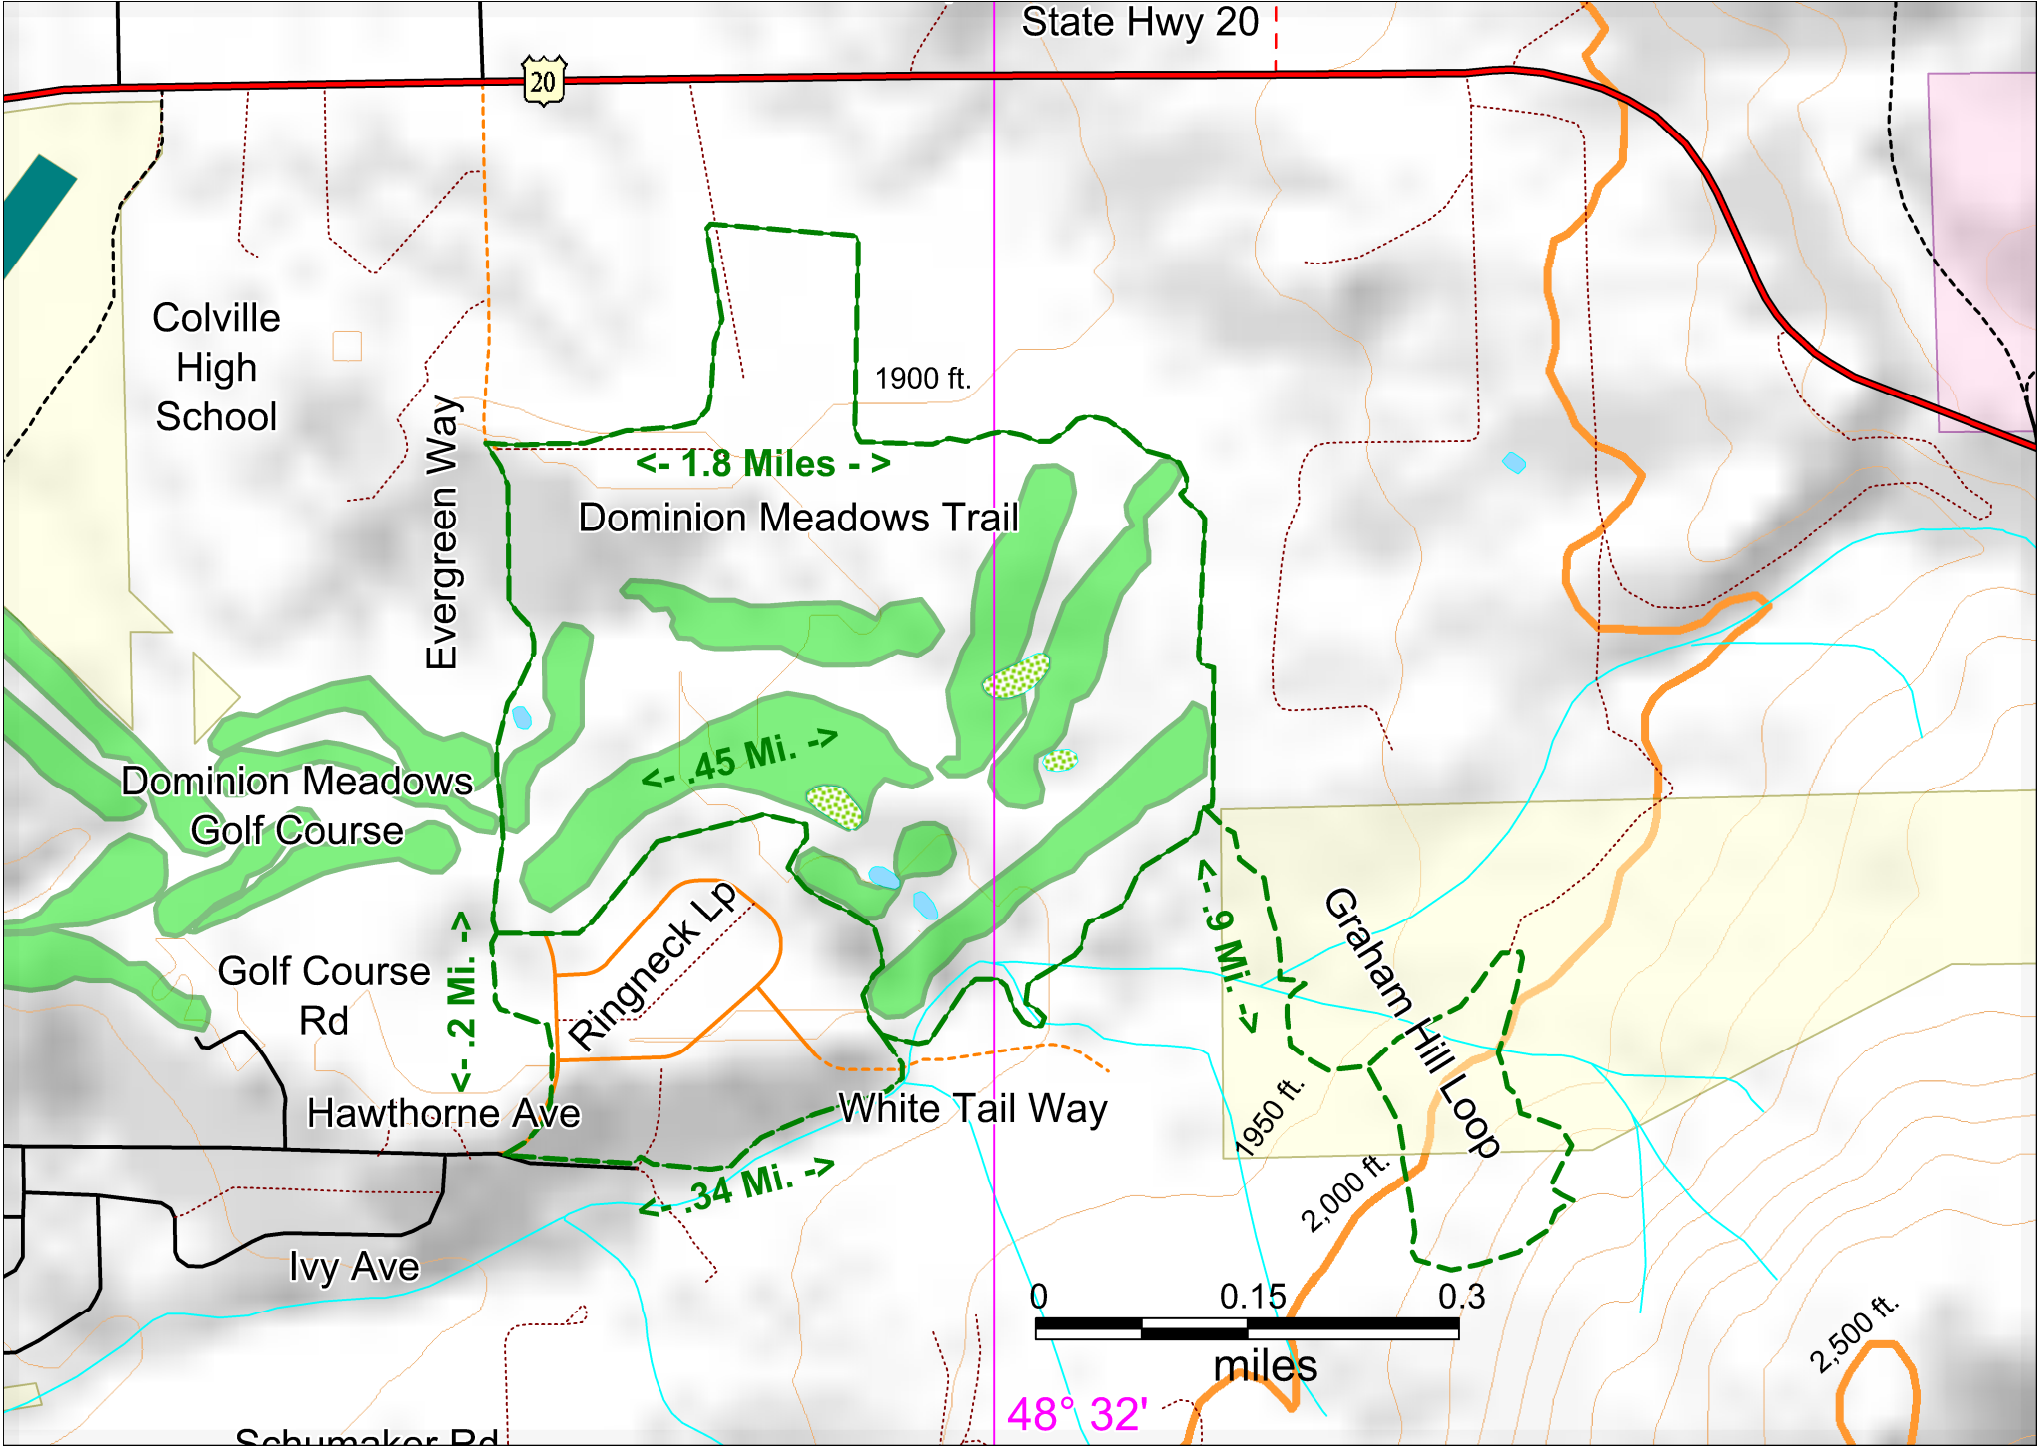 State Hwy 20
20
Colville
High
School
1900 ft.
Evergreen Way
<- 1.8 Miles - >
Dominion Meadows Trail
<- .45 Mi. ->
Dominion Meadows
Golf Course
Ringneck Lp
<- .9 Mi. ->
Graham Hill Loop
Golf Course
Rd
<- .2 Mi. ->
Hawthorne Ave
White Tail Way
1950 ft.
<- .34 Mi. ->
2,000 ft.
Ivy Ave
0 0.15 0.3
miles
2,500 ft.
48° 32'
Schumaker Rd